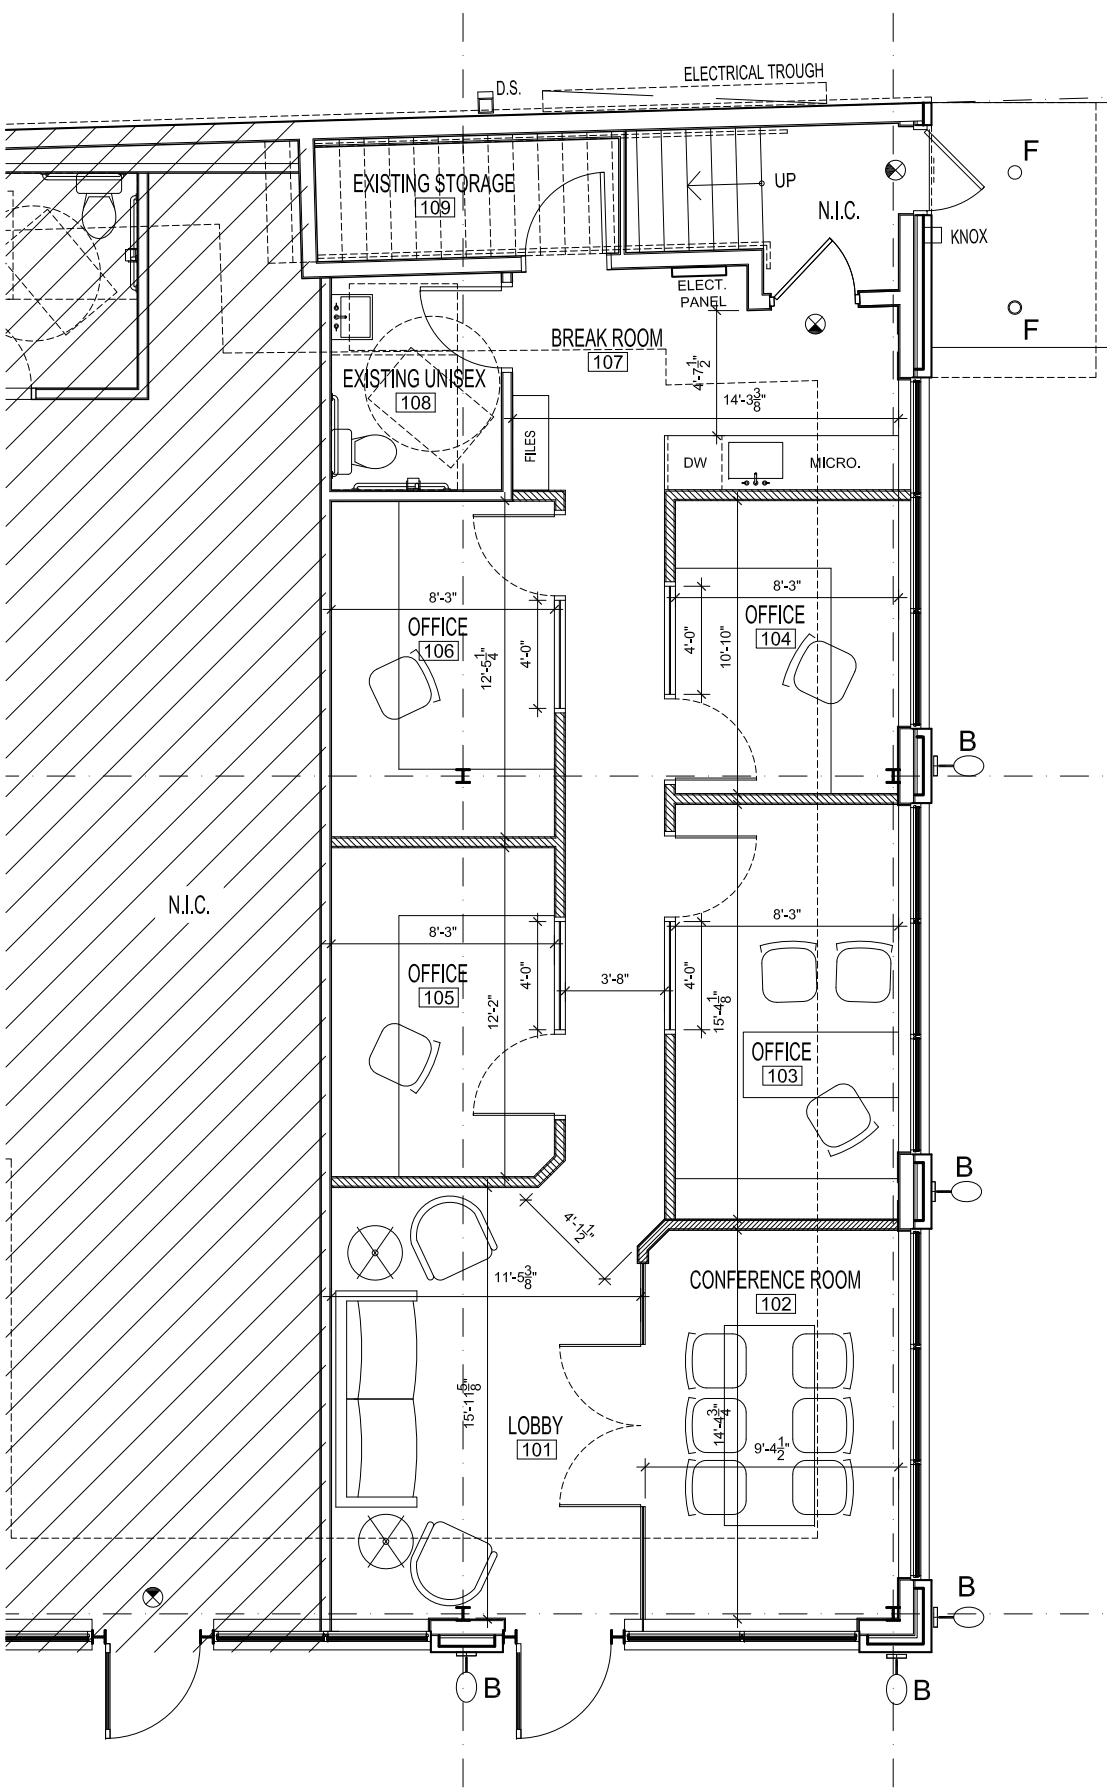 ELECTRICAL TROUGH
D.S.
F
EXISTING STORAGE
109
UP
N.I.C.
KNOX
ELECT.
PANEL
F
BREAK ROOM
107
4'-7 1/2"
EXISTING UNISEX
108
14'-3 3/8"
FILES
DW
MICRO.
8'-3"
8'-3"
OFFICE
106
OFFICE
104
4'-0"
4'-0"
12'-5 1/4"
10'-10"
B
N.I.C.
8'-3"
8'-3"
OFFICE
105
4'-0"
3'-8"
4'-0"
12'-2"
15'-4 1/8"
OFFICE
103
B
4'-1 1/2"
11'-5 3/8"
CONFERENCE ROOM
102
15'-11 5/8"
14'-4 3/4"
LOBBY
101
9'-4 1/2"
B
B
B